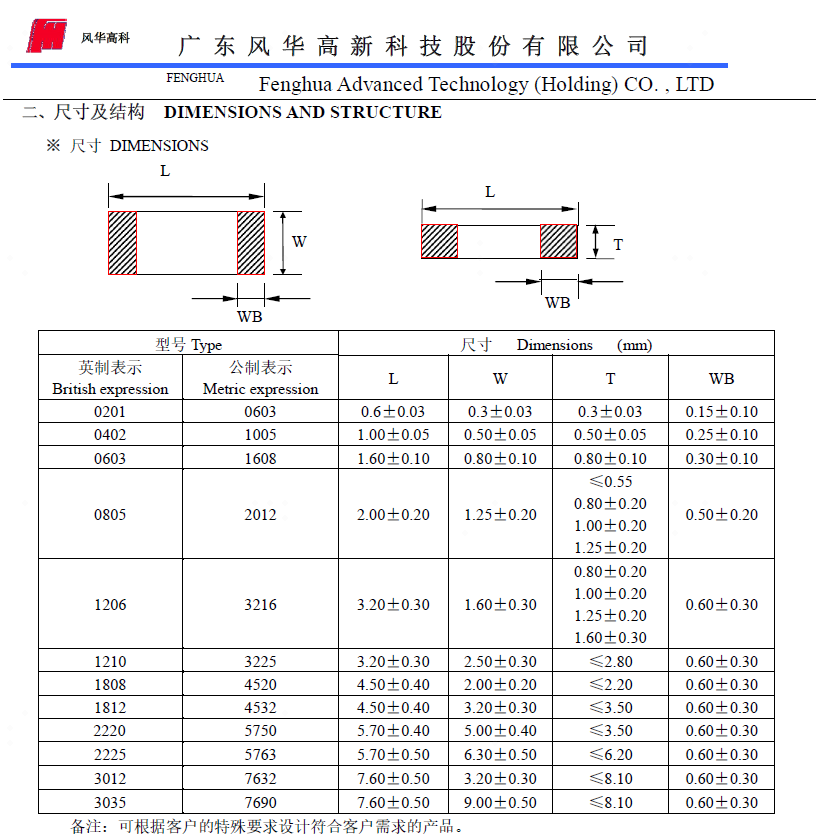 风华高科
广东风华高新科技股份有限公司
FENGHUA
Fenghua Advanced Technology (Holding) CO. , LTD
二、尺寸及结构 DIMENSIONS AND STRUCTURE
※ 尺寸 DIMENSIONS
L
W
WB
L
T
WB
型号 Type 尺寸 Dimensions (mm)
英制表示 British expression 公制表示 Metric expression L W T WB
0201 0603 0.6±0.03 0.3±0.03 0.3±0.03 0.15±0.10
0402 1005 1.00±0.05 0.50±0.05 0.50±0.05 0.25±0.10
0603 1608 1.60±0.10 0.80±0.10 0.80±0.10 0.30±0.10
≤0.55
0.80±0.20
0805 2012 2.00±0.20 1.25±0.20 0.50±0.20
1.00±0.20
1.25±0.20
0.80±0.20
1.00±0.20
1206 3216 3.20±0.30 1.60±0.30 0.60±0.30
1.25±0.20
1.60±0.30
1210 3225 3.20±0.30 2.50±0.30 ≤2.80 0.60±0.30
1808 4520 4.50±0.40 2.00±0.20 ≤2.20 0.60±0.30
1812 4532 4.50±0.40 3.20±0.30 ≤3.50 0.60±0.30
2220 5750 5.70±0.40 5.00±0.40 ≤3.50 0.60±0.30
2225 5763 5.70±0.50 6.30±0.50 ≤6.20 0.60±0.30
3012 7632 7.60±0.50 3.20±0.30 ≤8.10 0.60±0.30
3035 7690 7.60±0.50 9.00±0.50 ≤8.10 0.60±0.30
备注：可根据客户的特殊要求设计符合客户需求的产品。